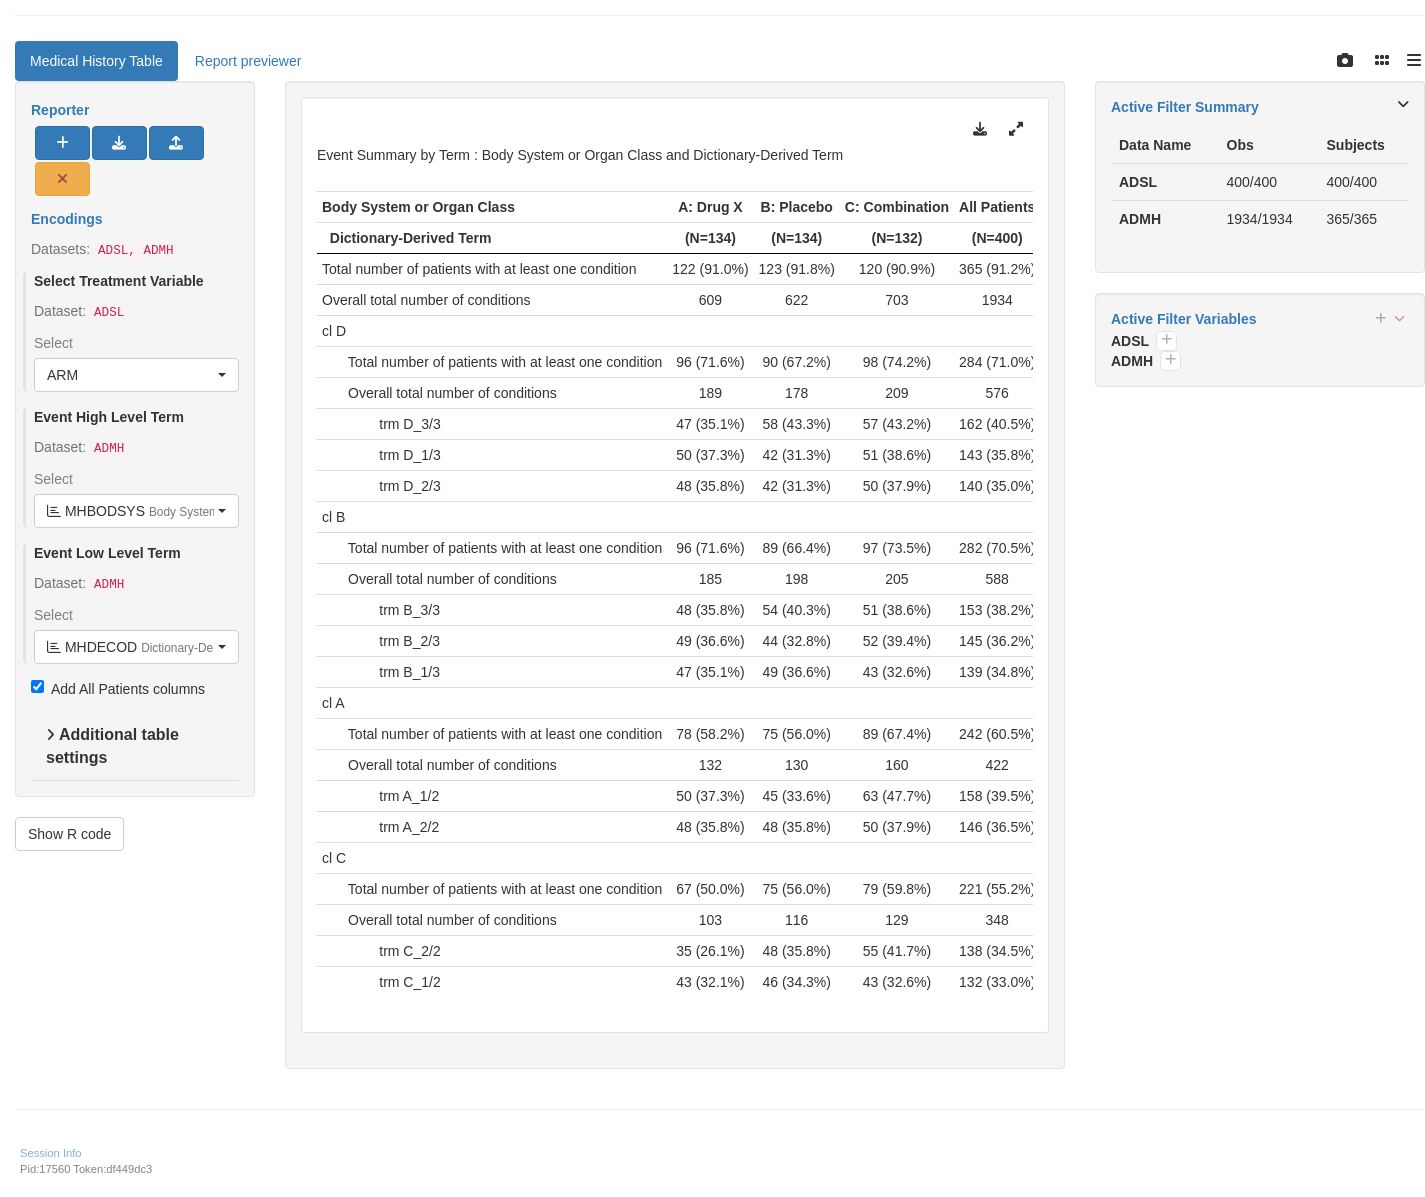 Medical History Table Report previewer
Reporter
Encodings
Datasets: ADSL, ADMH
Select Treatment Variable
Dataset: ADSL
Select
ARM
Event High Level Term
Dataset: ADMH
Select
MHBODSYS Body System
Event Low Level Term
Dataset: ADMH
Select
MHDECOD Dictionary-De
Add All Patients columns
Additional table
settings
Show R code
Event Summary by Term : Body System or Organ Class and Dictionary-Derived Term
Body System or Organ Class A: Drug X B: Placebo C: Combination All Patients
Dictionary-Derived Term (N=134) (N=134) (N=132) (N=400)
Total number of patients with at least one condition 122 (91.0%) 123 (91.8%) 120 (90.9%) 365 (91.2%)
Overall total number of conditions 609 622 703 1934
cl D
Total number of patients with at least one condition 96 (71.6%) 90 (67.2%) 98 (74.2%) 284 (71.0%)
Overall total number of conditions 189 178 209 576
trm D_3/3 47 (35.1%) 58 (43.3%) 57 (43.2%) 162 (40.5%)
trm D_1/3 50 (37.3%) 42 (31.3%) 51 (38.6%) 143 (35.8%)
trm D_2/3 48 (35.8%) 42 (31.3%) 50 (37.9%) 140 (35.0%)
cl B
Total number of patients with at least one condition 96 (71.6%) 89 (66.4%) 97 (73.5%) 282 (70.5%)
Overall total number of conditions 185 198 205 588
trm B_3/3 48 (35.8%) 54 (40.3%) 51 (38.6%) 153 (38.2%)
trm B_2/3 49 (36.6%) 44 (32.8%) 52 (39.4%) 145 (36.2%)
trm B_1/3 47 (35.1%) 49 (36.6%) 43 (32.6%) 139 (34.8%)
cl A
Total number of patients with at least one condition 78 (58.2%) 75 (56.0%) 89 (67.4%) 242 (60.5%)
Overall total number of conditions 132 130 160 422
trm A_1/2 50 (37.3%) 45 (33.6%) 63 (47.7%) 158 (39.5%)
trm A_2/2 48 (35.8%) 48 (35.8%) 50 (37.9%) 146 (36.5%)
cl C
Total number of patients with at least one condition 67 (50.0%) 75 (56.0%) 79 (59.8%) 221 (55.2%)
Overall total number of conditions 103 116 129 348
trm C_2/2 35 (26.1%) 48 (35.8%) 55 (41.7%) 138 (34.5%)
trm C_1/2 43 (32.1%) 46 (34.3%) 43 (32.6%) 132 (33.0%)
Active Filter Summary
Data Name Obs Subjects
ADSL 400/400 400/400
ADMH 1934/1934 365/365
Active Filter Variables
ADSL
ADMH
Session Info
Pid:17560 Token:df449dc3